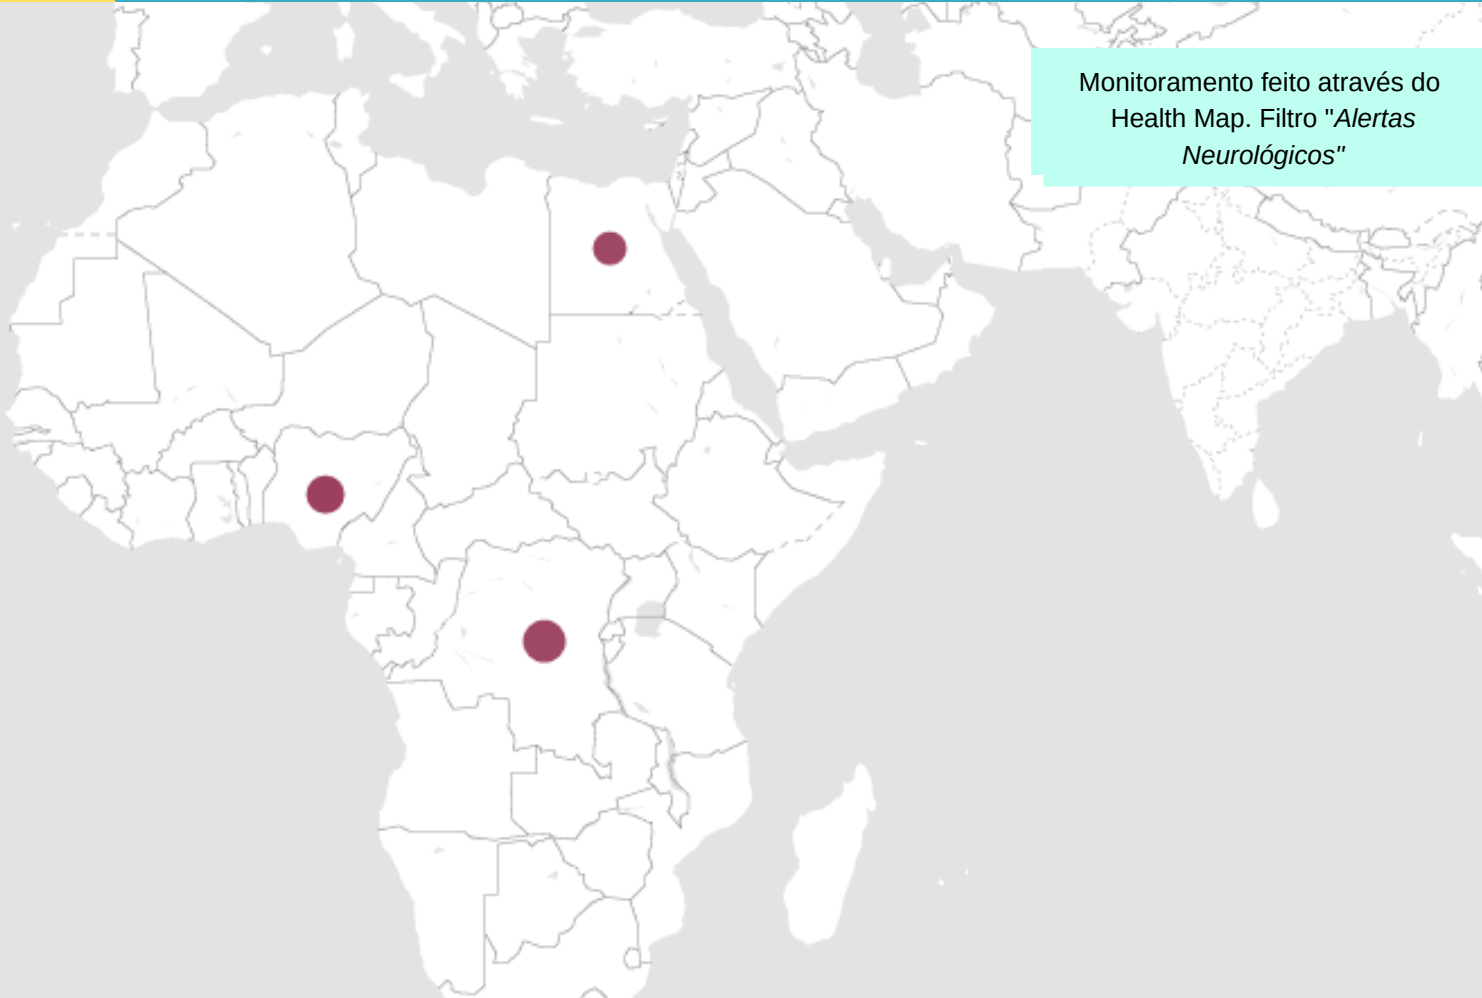 Monitoramento feito através do
Health Map. Filtro "Alertas
Neurológicos"